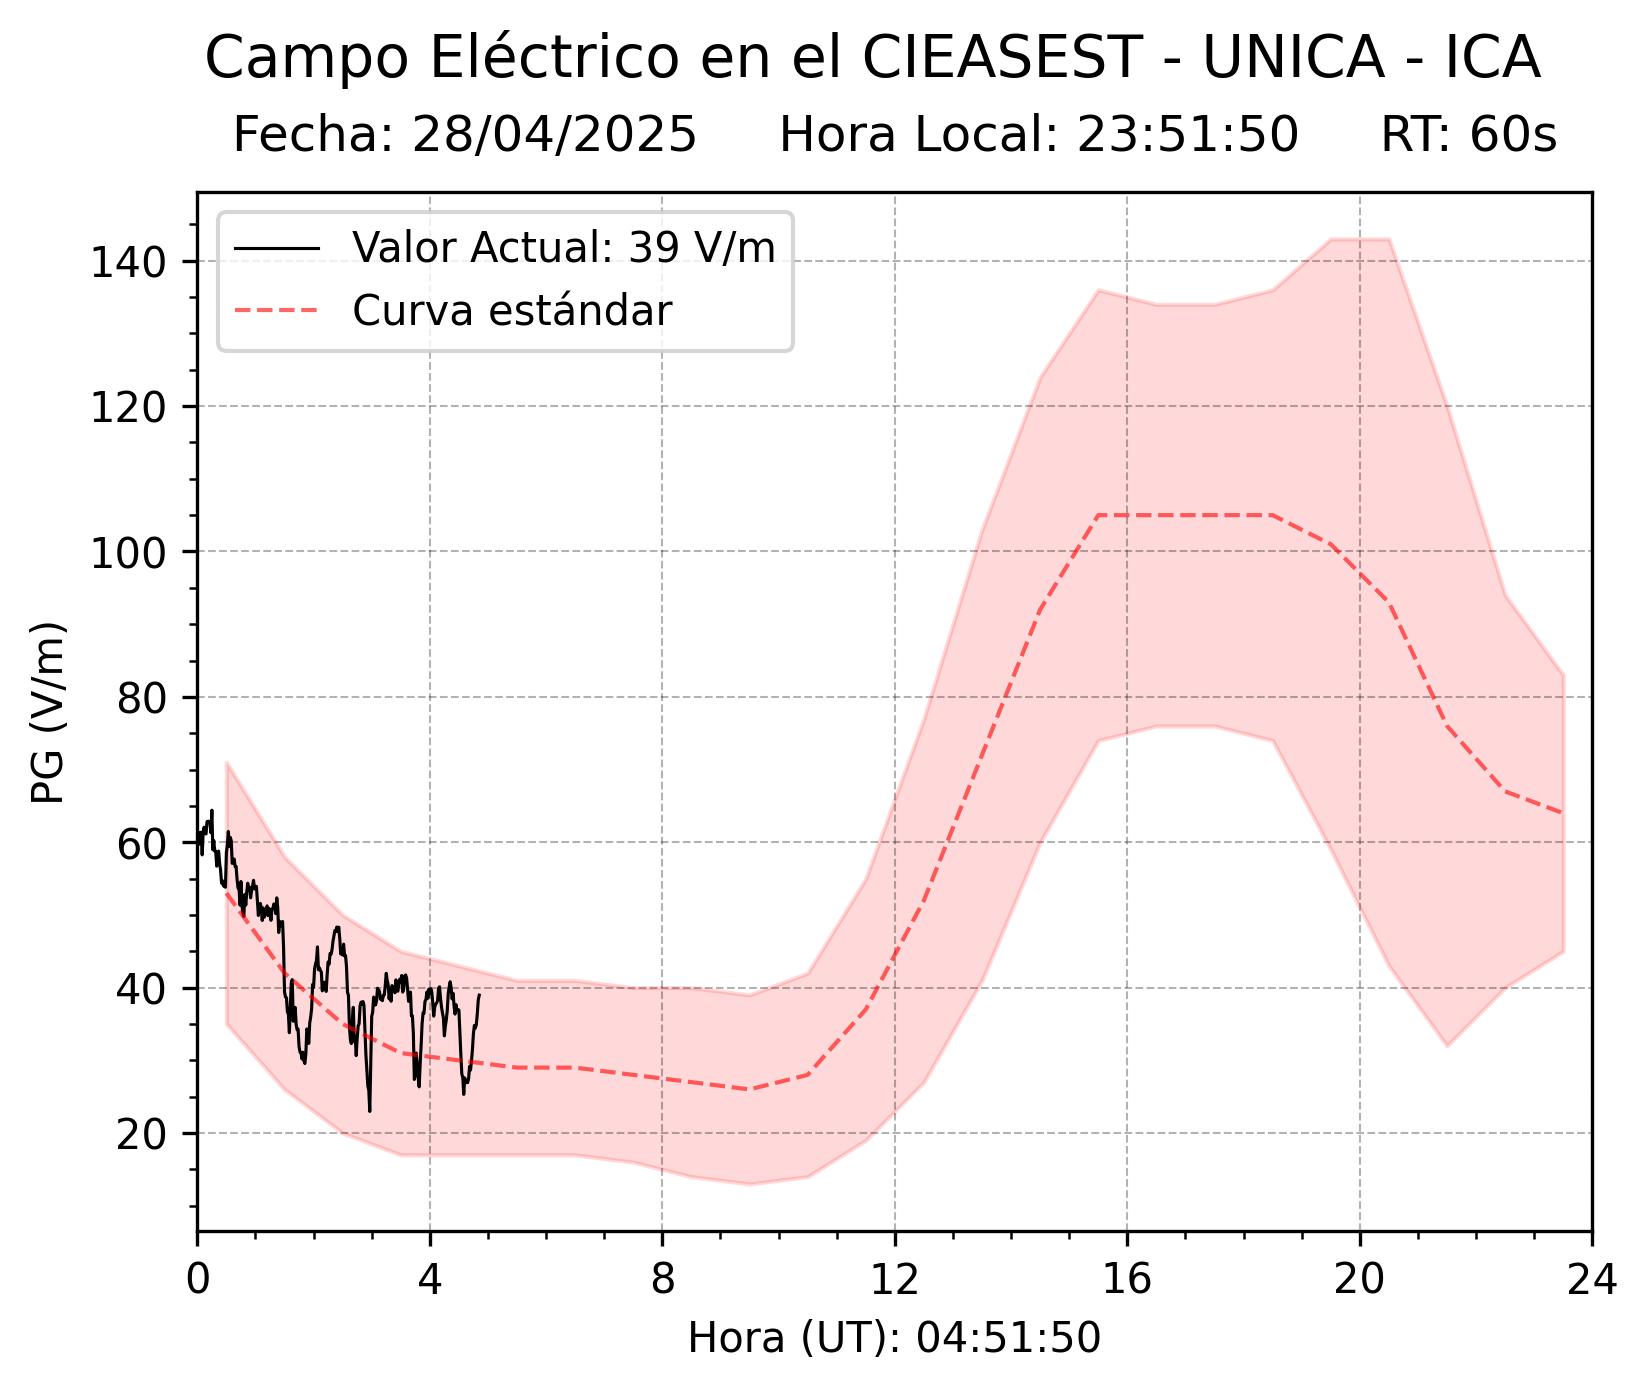 Campo Eléctrico en el CIEASEST - UNICA - ICA
Fecha: 28/04/2025 Hora Local: 23:51:50 RT: 60s
Valor Actual: 39 V/m
Curva estándar
PG (V/m)
140
120
100
80
60
40
20
0 4 8 12 16 20 24
Hora (UT): 04:51:50